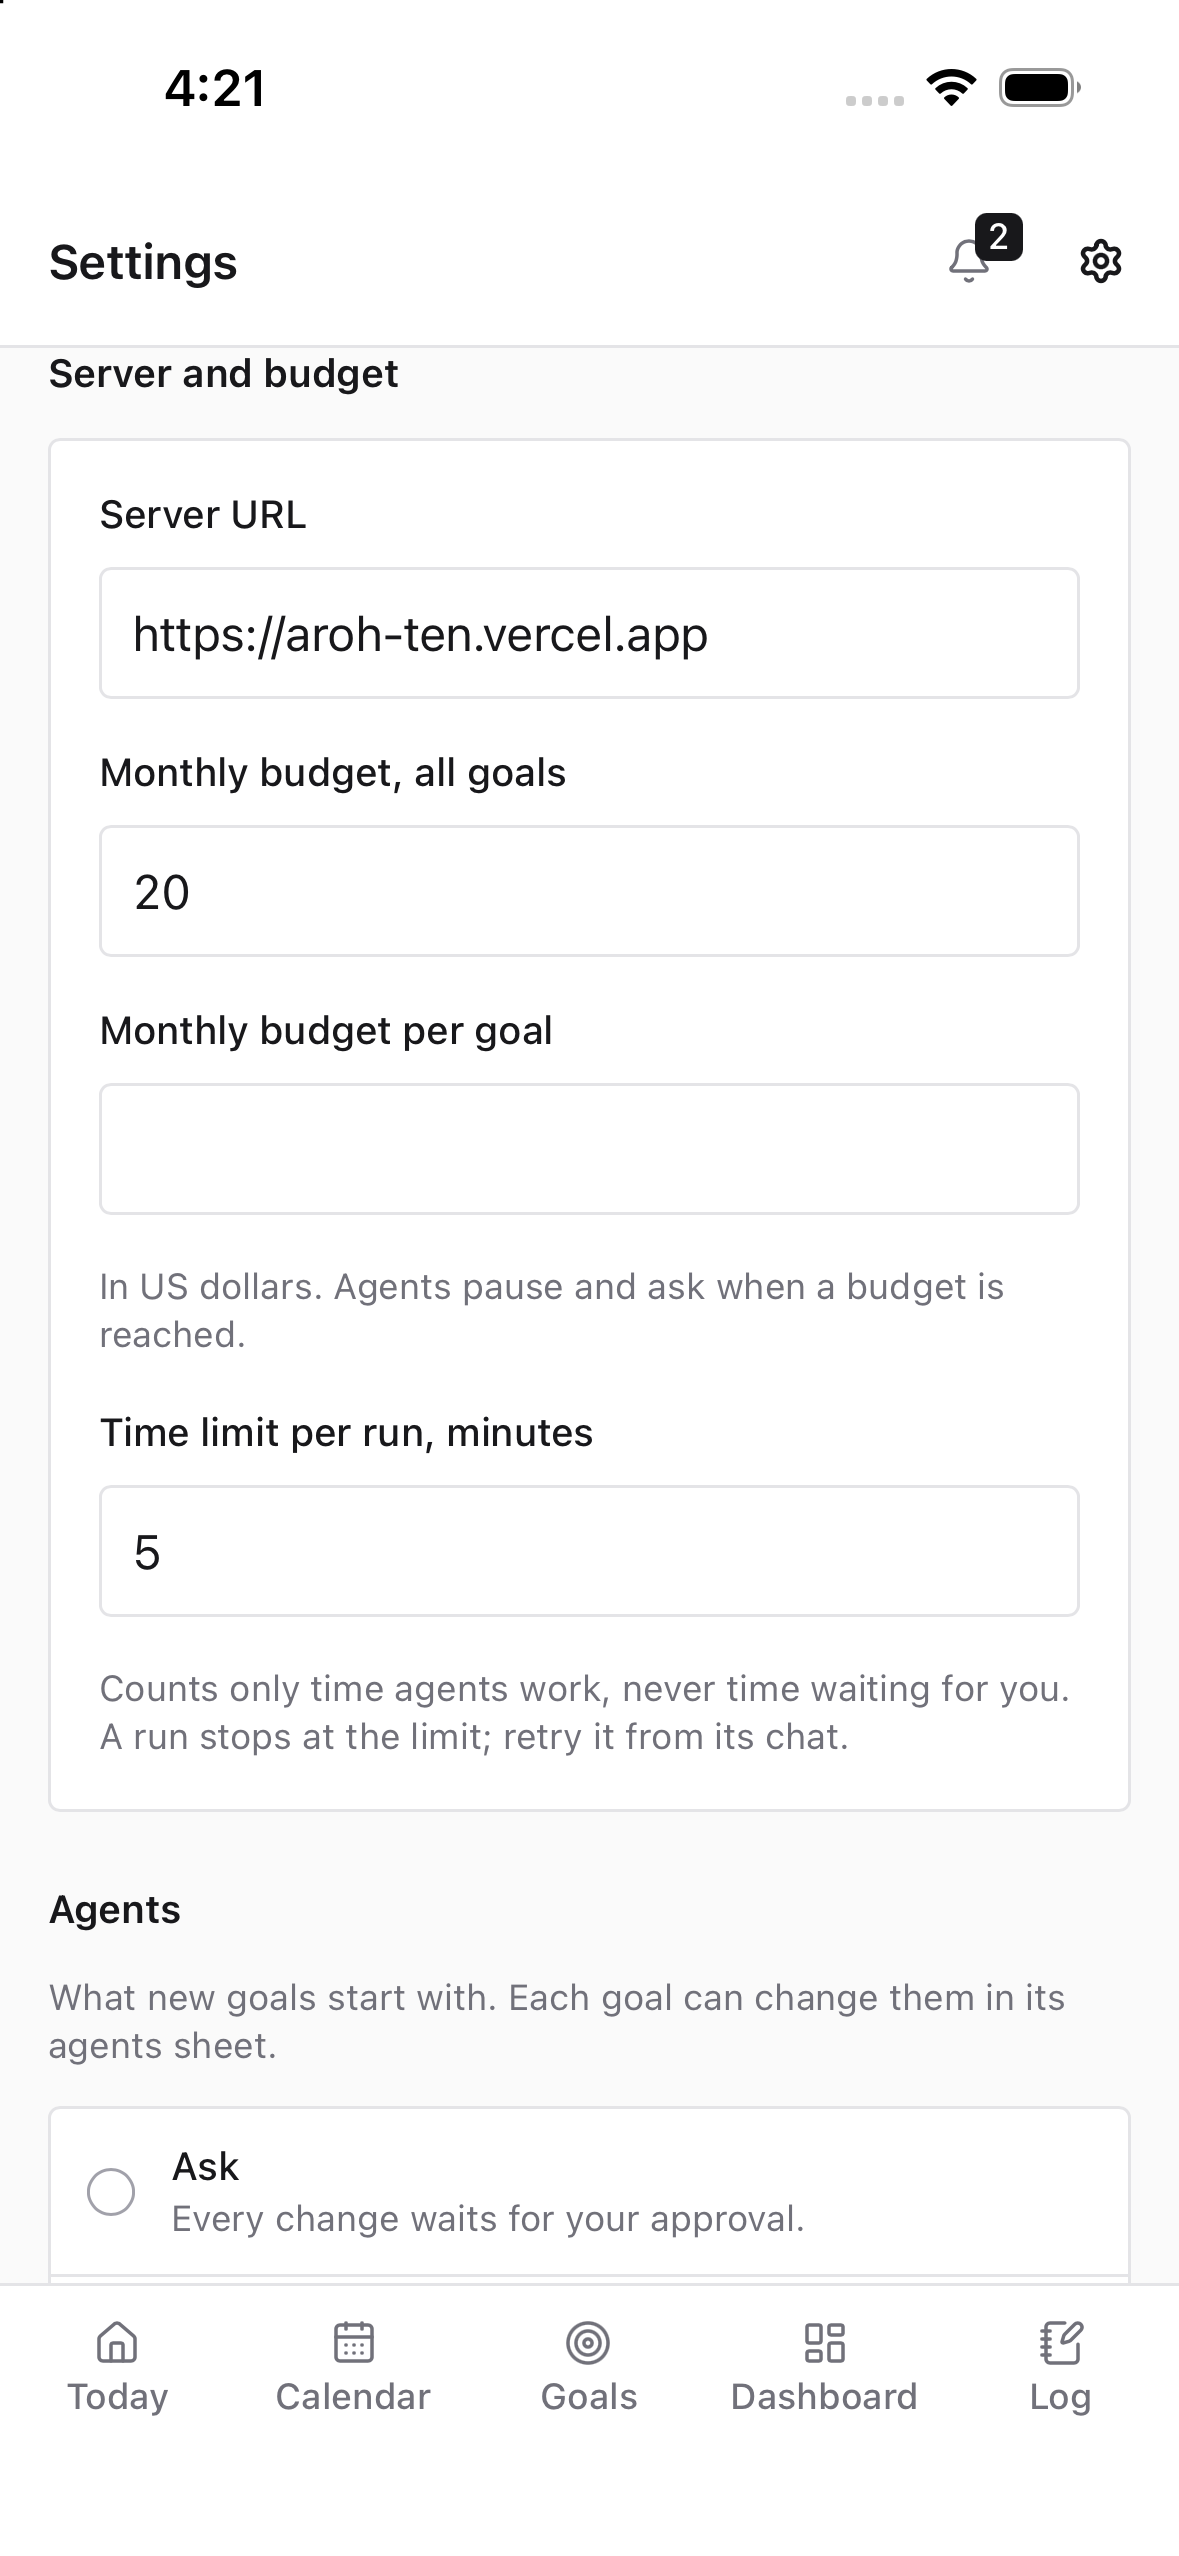 4:21
Settings
2
Server and budget
Server URL
https://aroh-ten.vercel.app
Monthly budget, all goals
20
Monthly budget per goal
In US dollars. Agents pause and ask when a budget is
reached.
Time limit per run, minutes
5
Counts only time agents work, never time waiting for you.
A run stops at the limit; retry it from its chat.
Agents
What new goals start with. Each goal can change them in its
agents sheet.
Ask
Every change waits for your approval.
Today
Calendar
Goals
Dashboard
Log